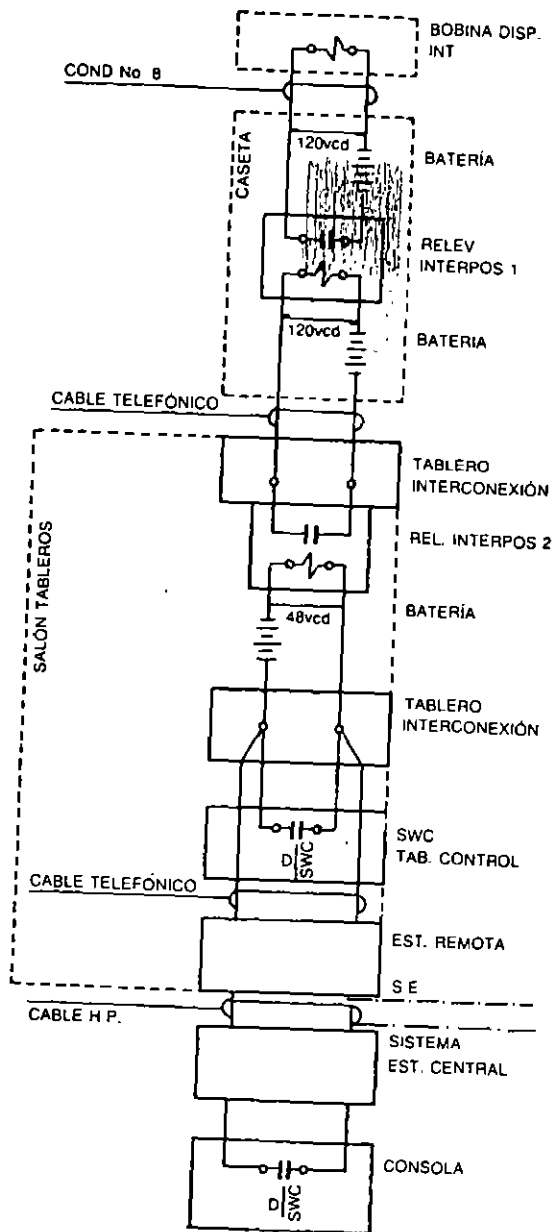 BOBINA DISP.
INT
COND No 8
CASETA
120vcd
BATERÍA
RELEV
INTERPOS 1
120vcd
BATERIA
CABLE TELEFÓNICO
SALÓN TABLEROS
TABLERO
INTERCONEXIÓN
REL. INTERPOS 2
BATERÍA
48vcd
TABLERO
INTERCONEXIÓN
D
SWC
SWC
TAB. CONTROL
CABLE TELEFÓNICO
EST. REMOTA
S E
CABLE H P.
SISTEMA
EST. CENTRAL
CONSOLA
D
SWC